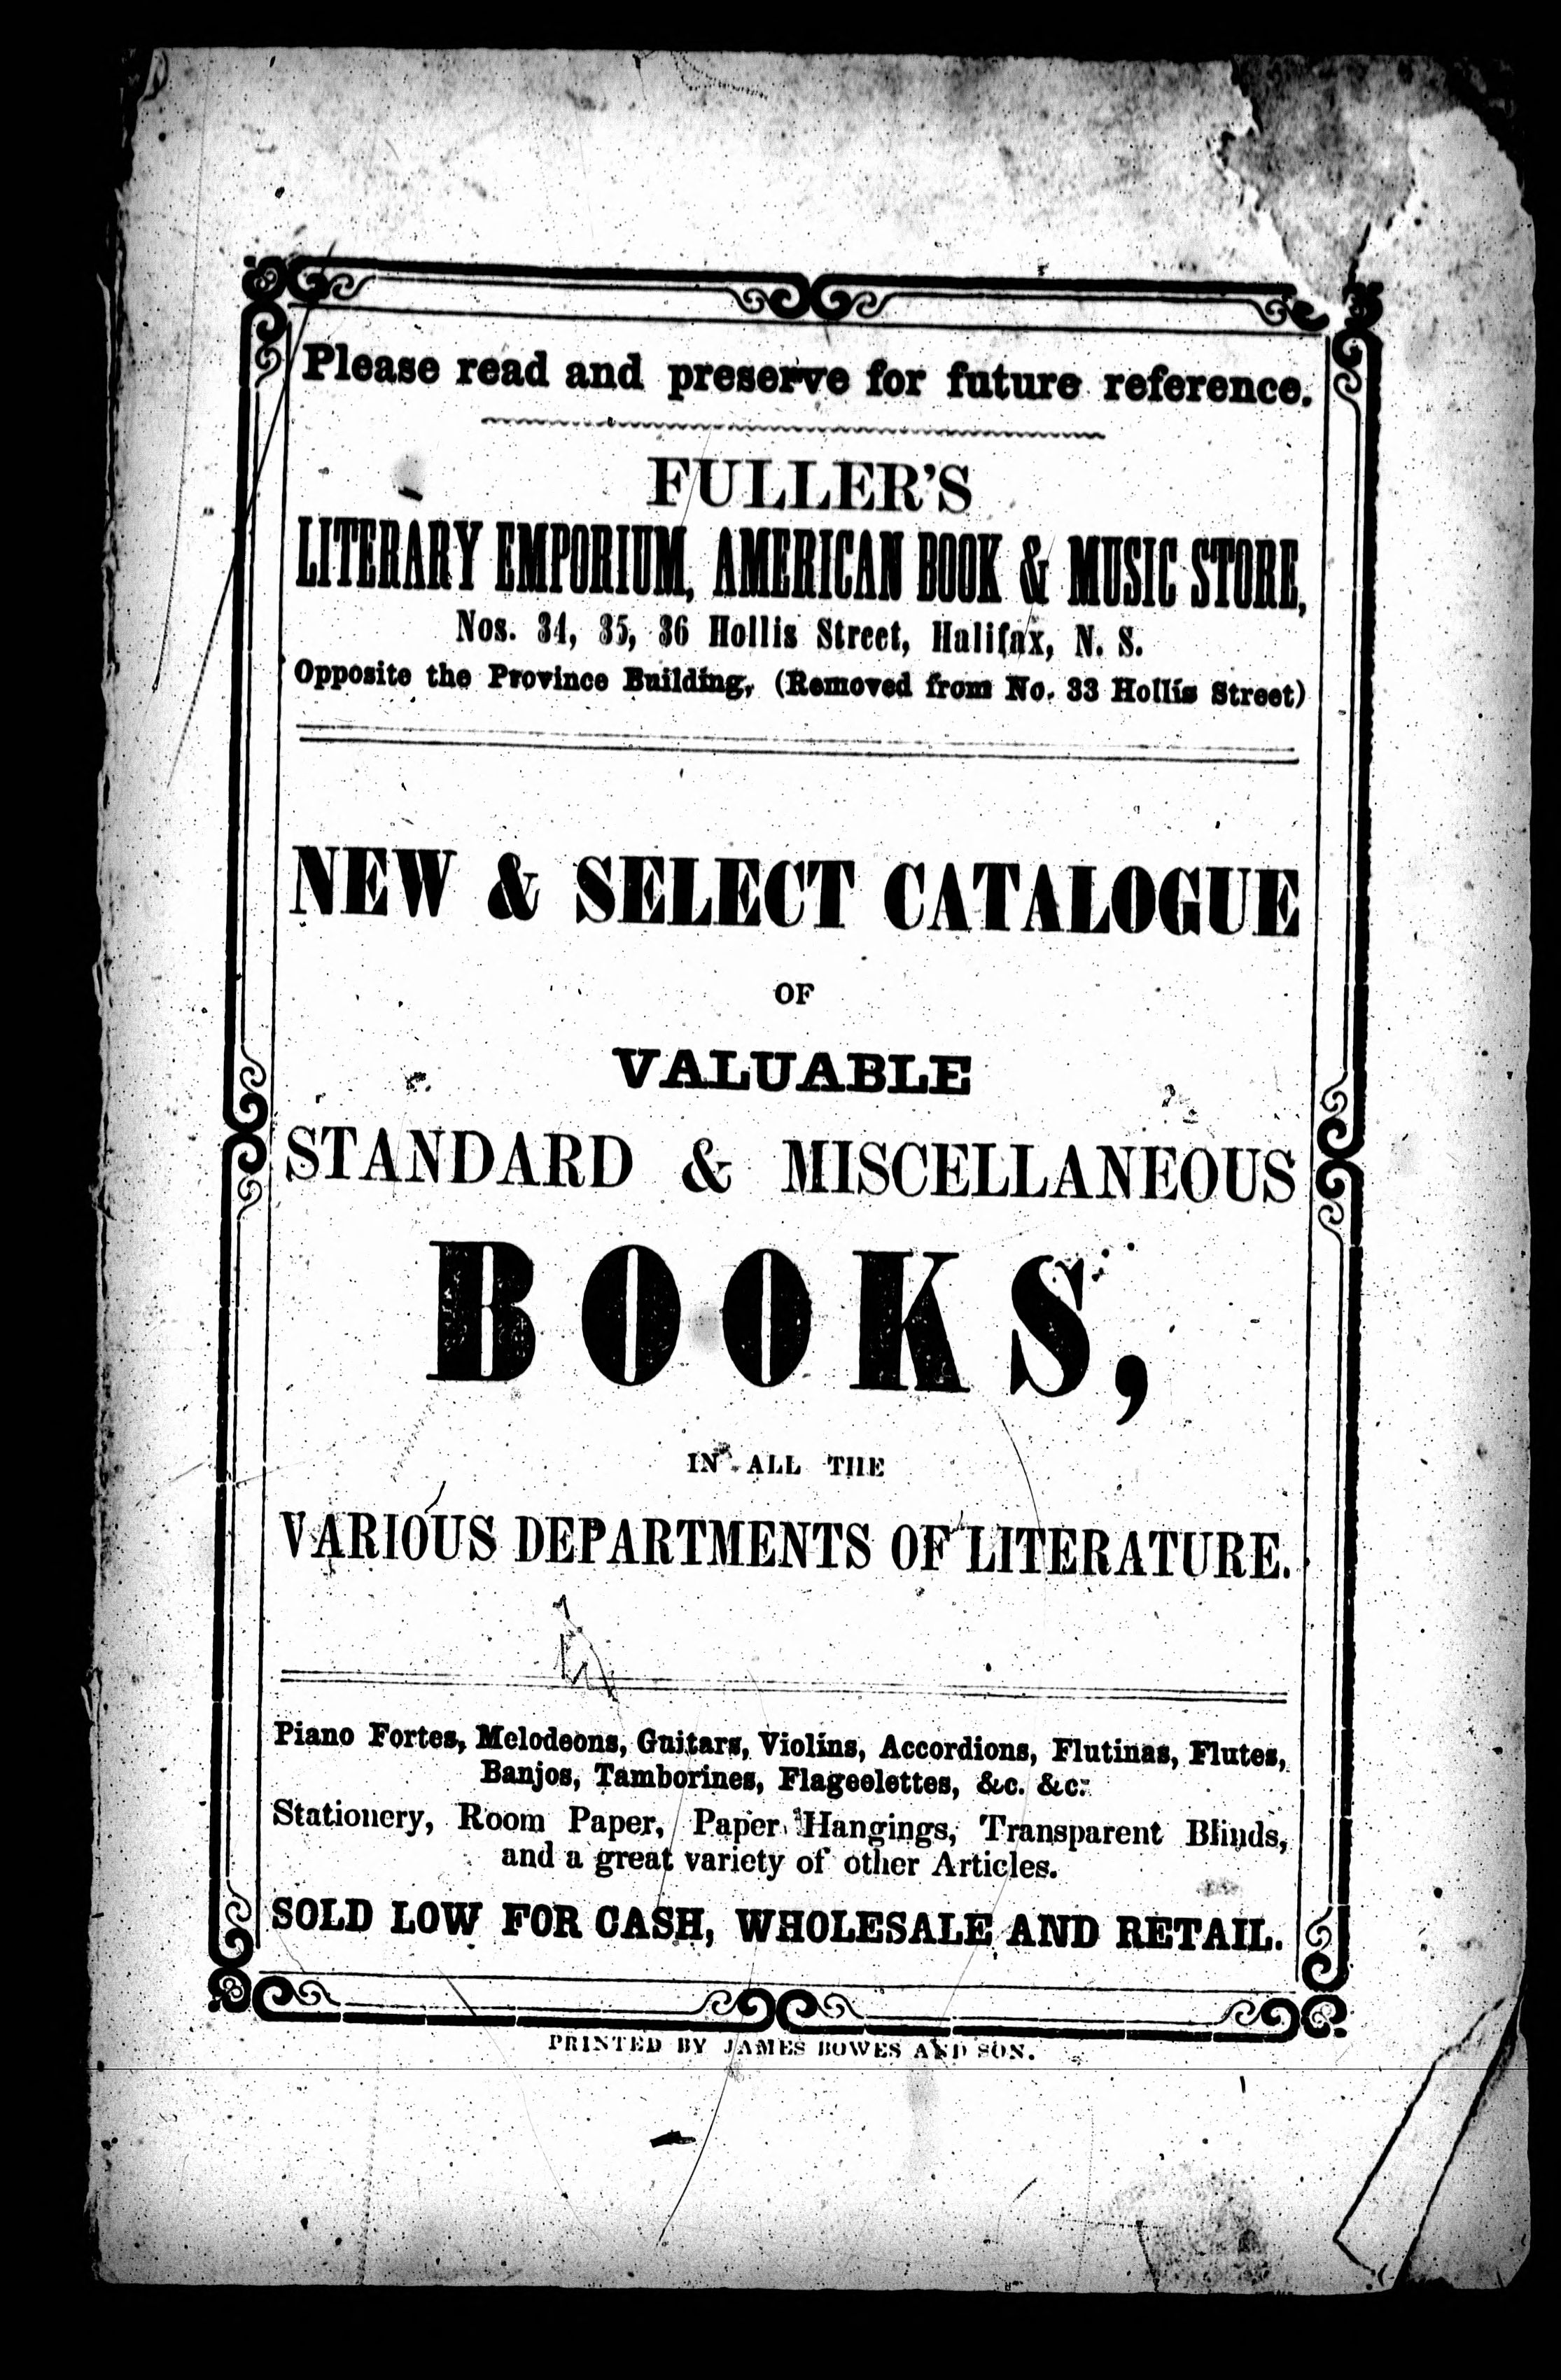 Please read and preserve for future reference.
FULLER'S
LITERARY EMPORIUM, AMERICAN BOOK & MUSIC STORE,
Nos. 34, 35, 36 Hollis Street, Halifax, N. S.
Opposite the Province Building, (Removed from No. 33 Hollis Street)
NEW & SELECT CATALOGUE
OF
VALUABLE
STANDARD & MISCELLANEOUS
BOOKS,
IN ALL THE
VARIOUS DEPARTMENTS OF LITERATURE.
Piano Fortes, Melodeons, Guitars, Violins, Accordions, Flutinas, Flutes,
Banjos, Tamborines, Flageelettes, &c. &c.
Stationery, Room Paper, Paper Hangings, Transparent Blinds,
and a great variety of other Articles.
SOLD LOW FOR CASH, WHOLESALE AND RETAIL.
PRINTED BY JAMES BOWES AND SON.